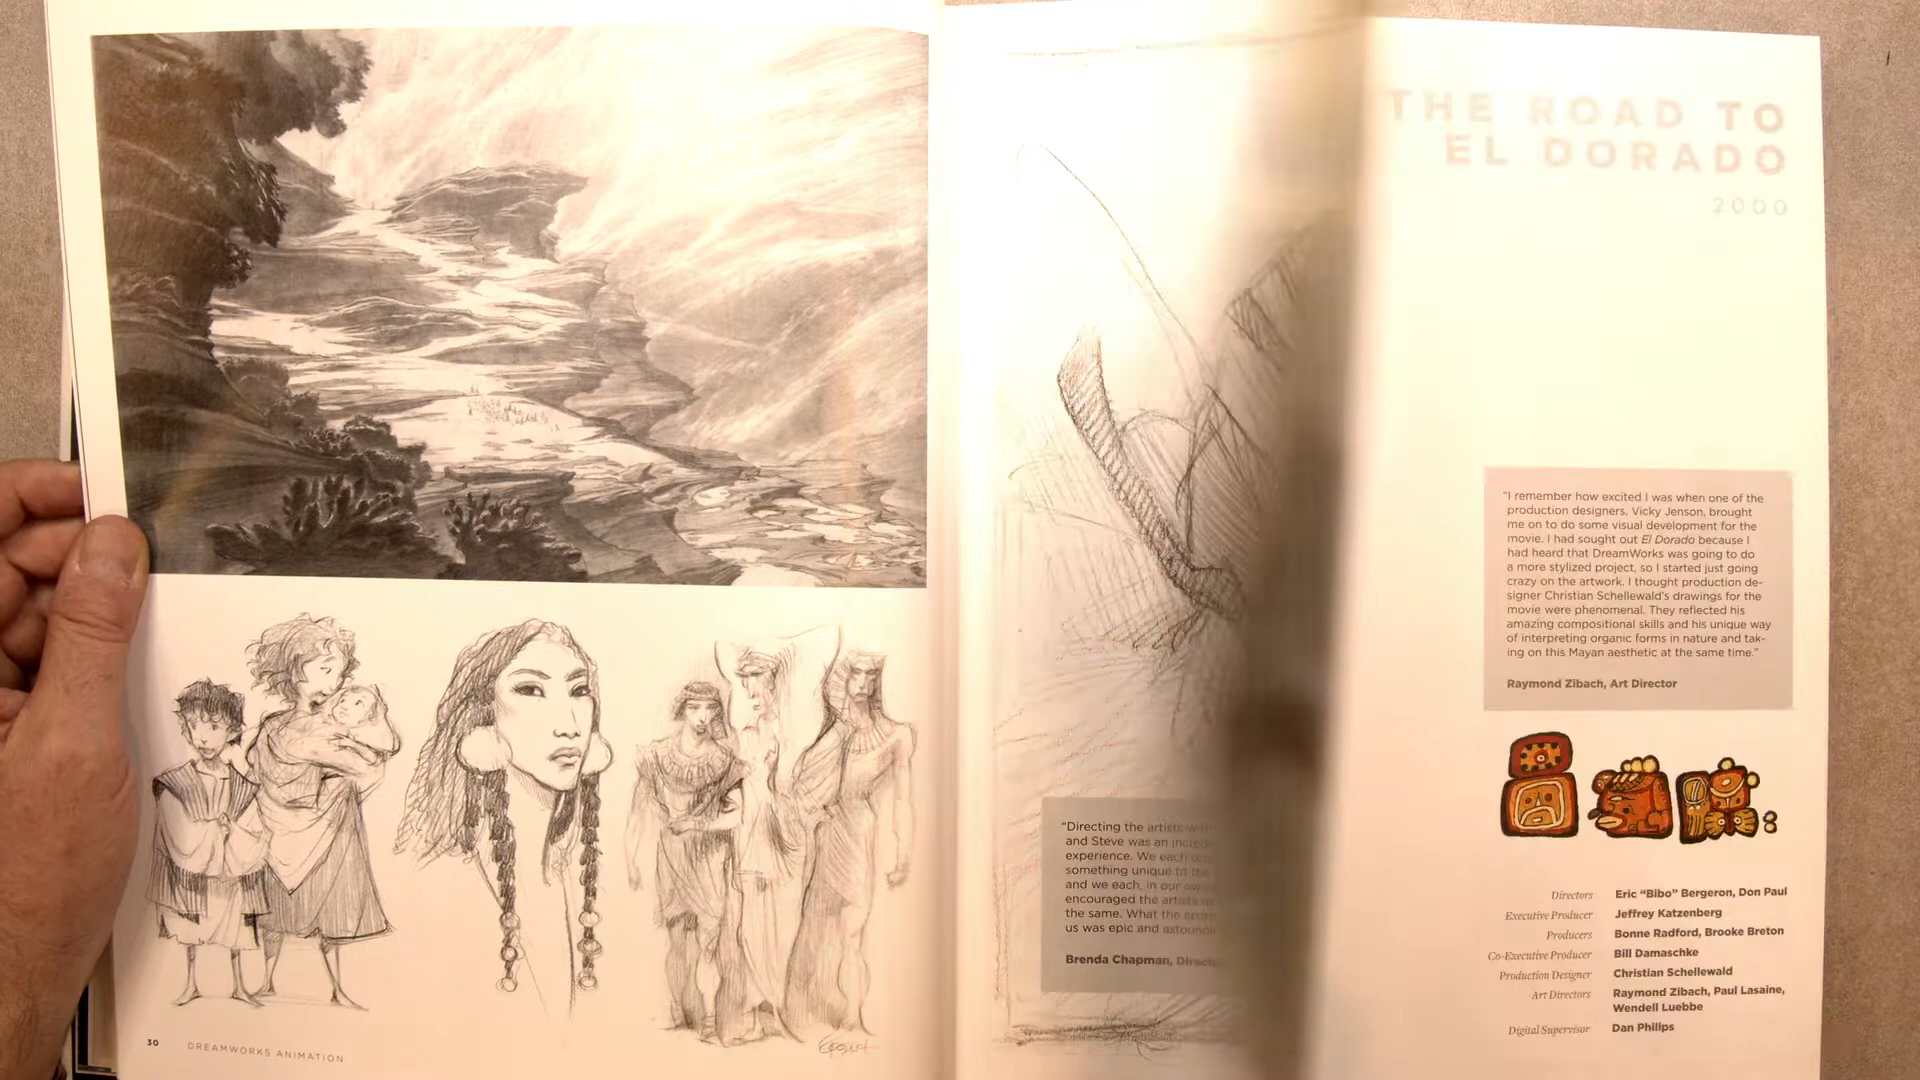 30 DREAMWORKS ANIMATION
"Directing the artists with
and Steve was an
experience. We each
something unique to the
and we each, in our own
encouraged the artists
the same. What the
us was epic and
Brenda Chapman,
THE ROAD TO
EL DORADO
2000
"I remember how excited I was when one of the
production designers, Vicky Jenson, brought
me on to do some visual development for the
movie. I had sought out El Dorado because I
had heard that DreamWorks was going to do
a more stylized project, so I started just going
crazy on the artwork. I thought production de-
signer Christian Schellewald's drawings for the
movie were phenomenal. They reflected his
amazing compositional skills and his unique way
of interpreting organic forms in nature and tak-
ing on this Mayan aesthetic at the same time."
Raymond Zibach, Art Director
Directors Eric "Bibo" Bergeron, Don Paul
Executive Producer Jeffrey Katzenberg
Producers Bonne Radford, Brooke Breton
Co-Executive Producer Bill Damaschke
Production Designer Christian Schellewald
Art Directors Raymond Zibach, Paul Lasaine,
Wendell Luebbe
Digital Supervisor Dan Philips